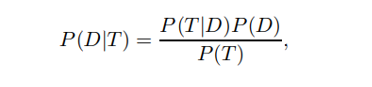 P(D|T) = P(T|D)P(D) / P(T),